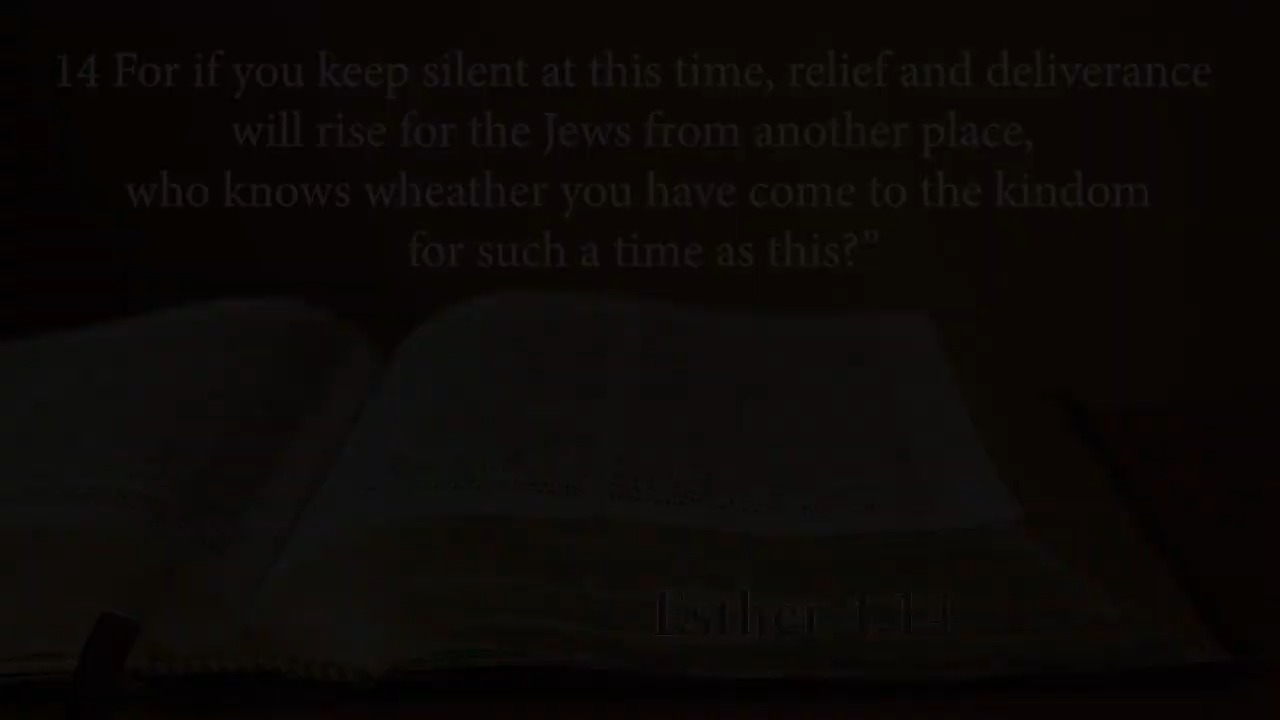 14 For if you keep silent at this time, relief and deliverance
will rise for the Jews from another place,
who knows wheather you have come to the kindom
for such a time as this?"
Esther 4:14